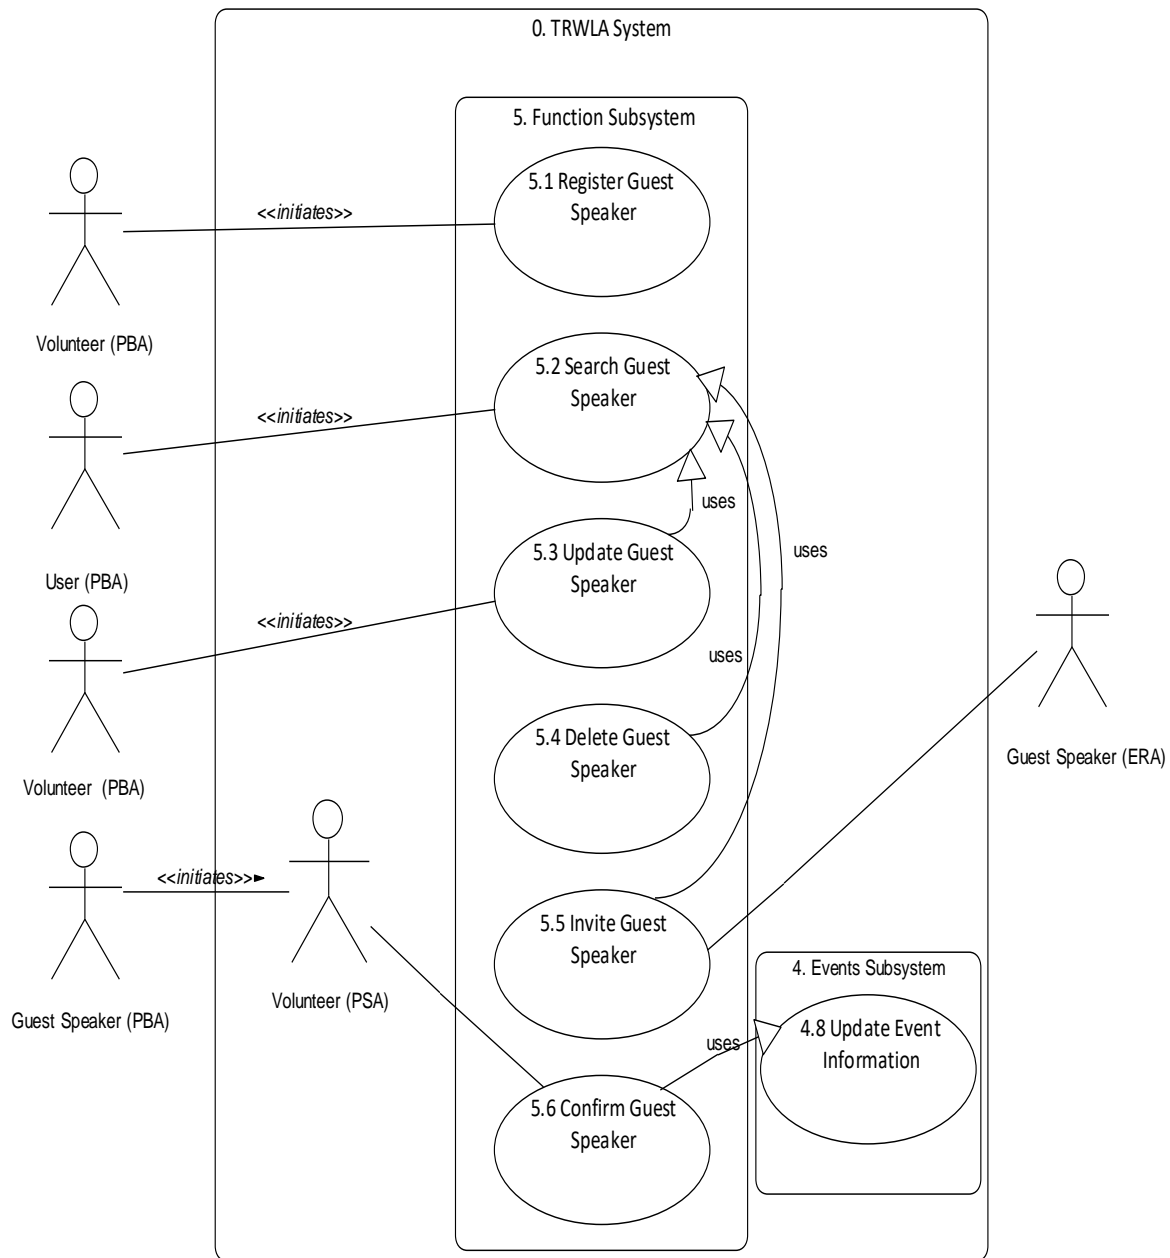 0. TRWLA System
5. Function Subsystem
5.1 Register Guest
Speaker
<<initiates>>
Volunteer (PBA)
5.2 Search Guest
Speaker
<<initiates>>
User (PBA)
uses
5.3 Update Guest
Speaker
uses
<<initiates>>
Volunteer (PBA)
uses
5.4 Delete Guest
Speaker
Guest Speaker (ERA)
<<initiates>>
Guest Speaker (PBA)
Volunteer (PSA)
5.5 Invite Guest
Speaker
4. Events Subsystem
4.8 Update Event
Information
uses
5.6 Confirm Guest
Speaker